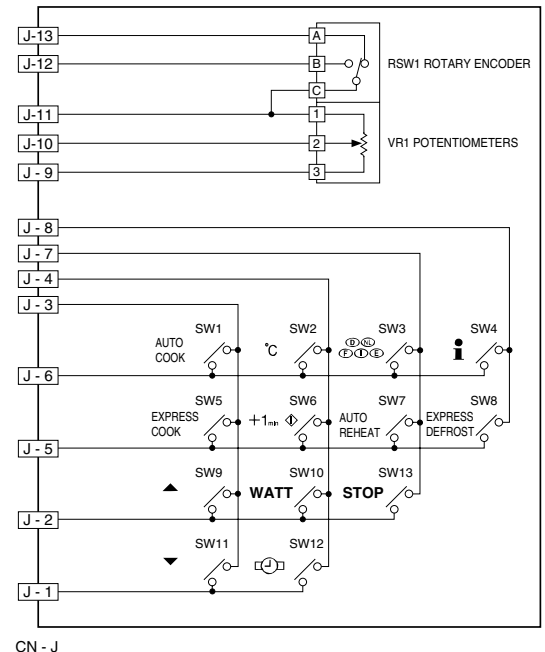 J-13
A
J-12
B
RSW1 ROTARY ENCODER
C
J-11
1
J-10
2
VR1 POTENTIOMETERS
J - 9
3
J - 8
J - 7
J - 4
J - 3
SW1 SW2 SW3 SW4
AUTO
COOK
°C
D NL
F I E
i
J - 6
SW5 SW6 SW7 SW8
EXPRESS
COOK
+1min
AUTO
REHEAT
EXPRESS
DEFROST
J - 5
SW9 SW10 SW13
WATT STOP
J - 2
SW11 SW12
J - 1
CN - J